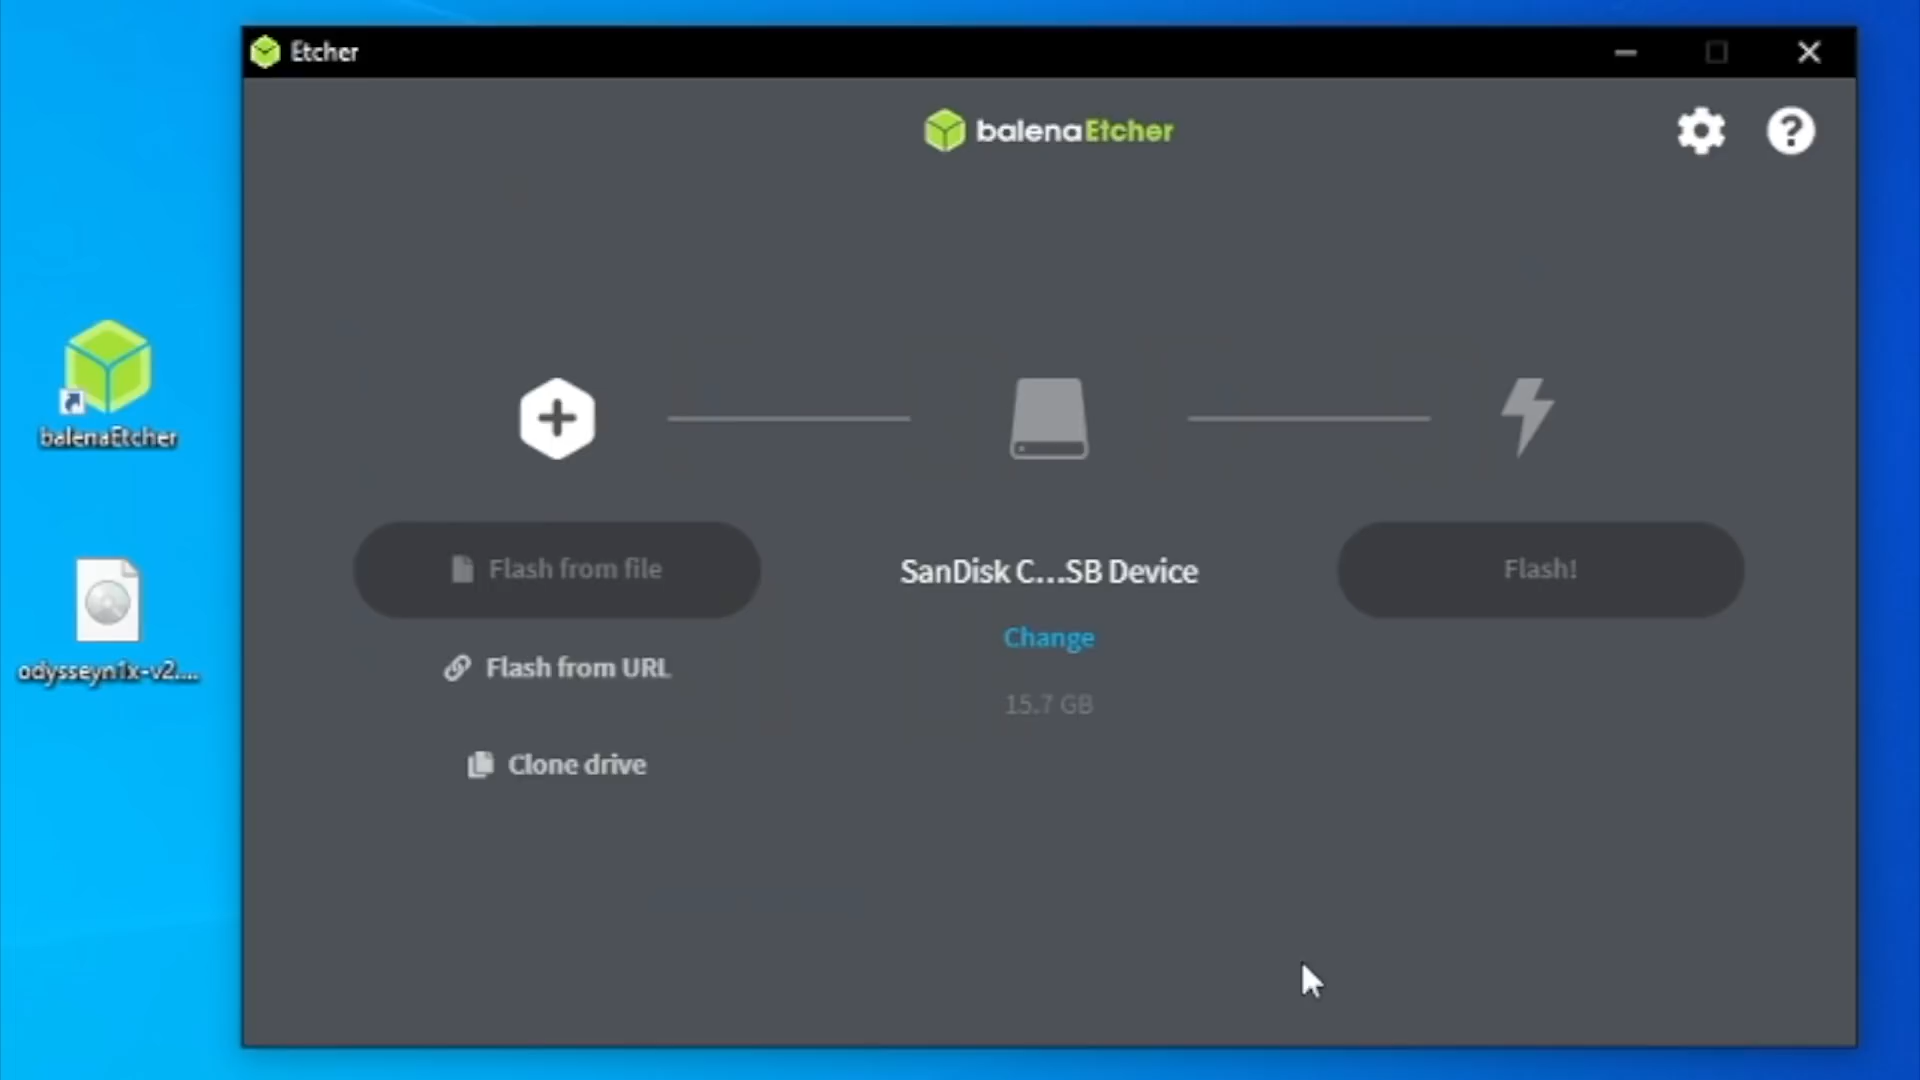 Etcher
balenaEtcher
balenaEtcher
Flash from file
SanDisk C...SB Device
Flash!
Change
Flash from URL
odysseyn1x-v2....
15.7 GB
Clone drive